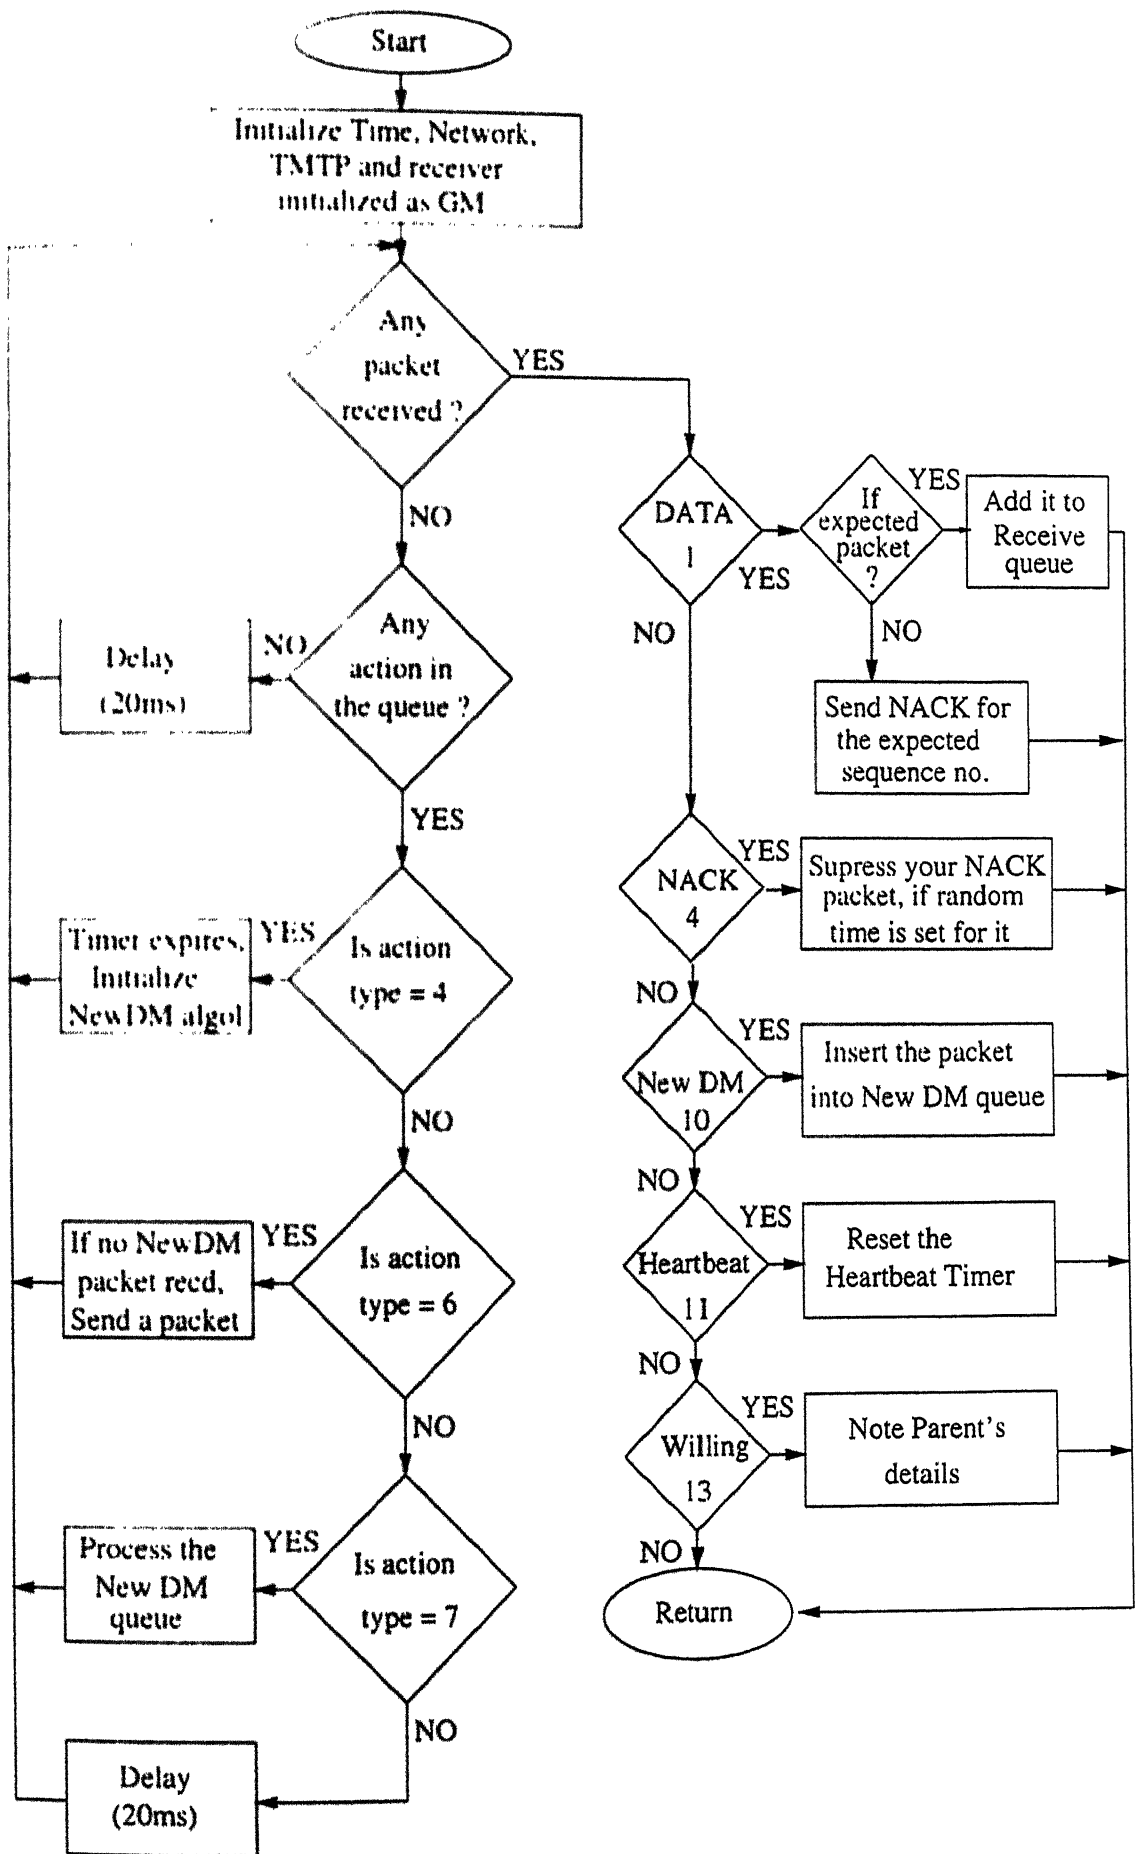 Start
Initialize Time, Network,
TMTP and receiver
initialized as GM
Any
packet
received ?
YES
NO
Any
action in
the queue ?
NO
Delay
(20ms)
YES
Is action
type = 4
YES
Timer expires,
Initialize
NewDM algol
NO
Is action
type = 6
YES
If no NewDM
packet recd,
Send a packet
NO
Is action
type = 7
YES
Process the
New DM
queue
NO
Delay
(20ms)
DATA
1
YES
If
expected
packet
?
YES
Add it to
Receive
queue
NO
Send NACK for
the expected
sequence no.
NO
NACK
4
YES
Supress your NACK
packet, if random
time is set for it
NO
New DM
10
YES
Insert the packet
into New DM queue
NO
Heartbeat
11
YES
Reset the
Heartbeat Timer
NO
Willing
13
YES
Note Parent's
details
NO
Return